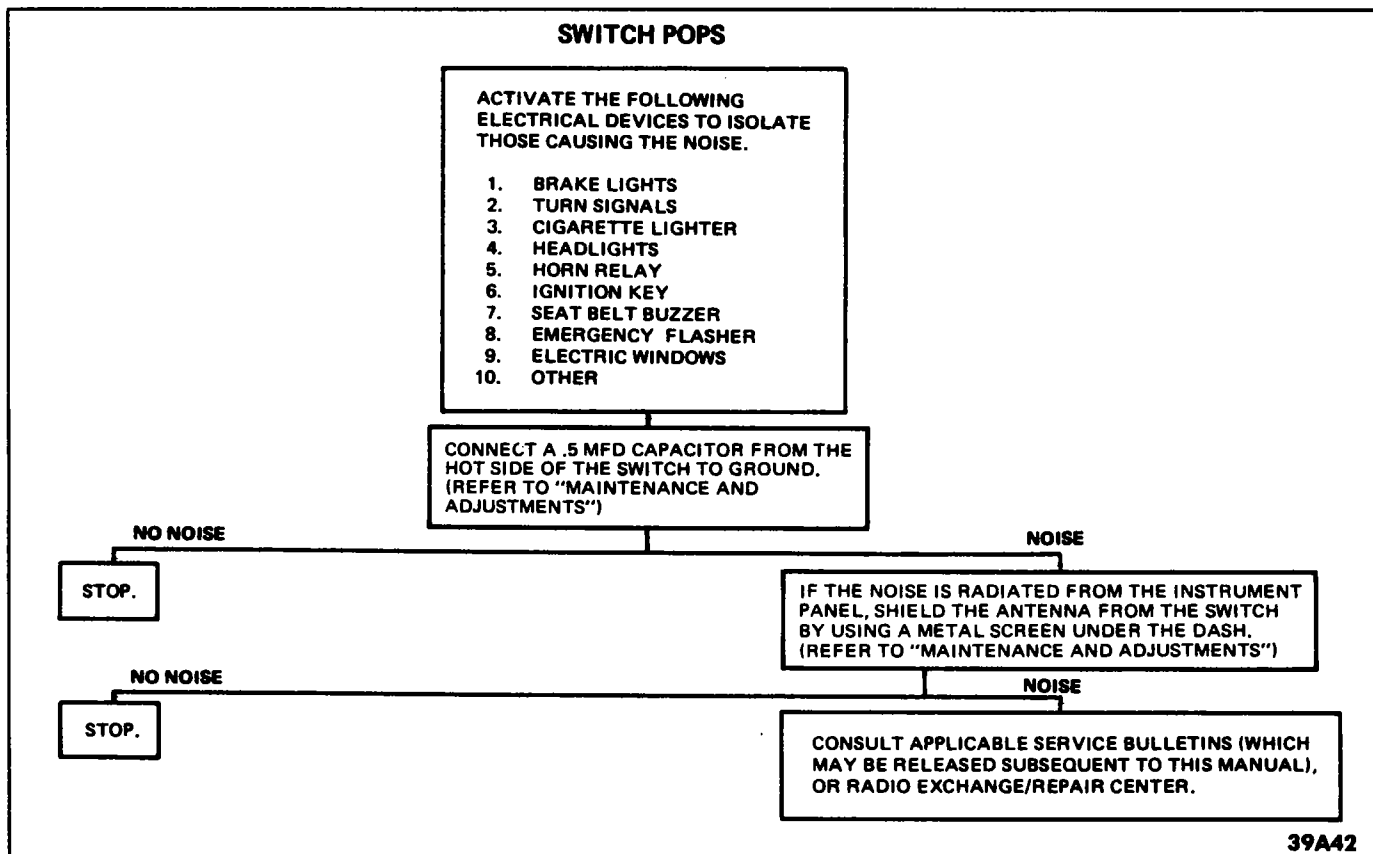 SWITCH POPS
ACTIVATE THE FOLLOWING
ELECTRICAL DEVICES TO ISOLATE
THOSE CAUSING THE NOISE.
1. BRAKE LIGHTS
2. TURN SIGNALS
3. CIGARETTE LIGHTER
4. HEADLIGHTS
5. HORN RELAY
6. IGNITION KEY
7. SEAT BELT BUZZER
8. EMERGENCY FLASHER
9. ELECTRIC WINDOWS
10. OTHER
CONNECT A .5 MFD CAPACITOR FROM THE
HOT SIDE OF THE SWITCH TO GROUND.
(REFER TO "MAINTENANCE AND
ADJUSTMENTS")
NO NOISE
NOISE
STOP.
IF THE NOISE IS RADIATED FROM THE INSTRUMENT
PANEL, SHIELD THE ANTENNA FROM THE SWITCH
BY USING A METAL SCREEN UNDER THE DASH.
(REFER TO "MAINTENANCE AND ADJUSTMENTS")
NO NOISE
NOISE
STOP.
CONSULT APPLICABLE SERVICE BULLETINS (WHICH
MAY BE RELEASED SUBSEQUENT TO THIS MANUAL),
OR RADIO EXCHANGE/REPAIR CENTER.
39A42